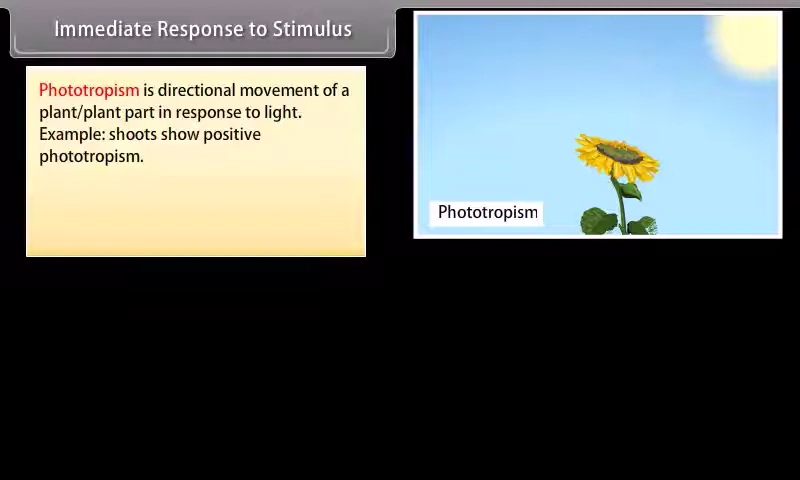 Immediate Response to Stimulus
Phototropism is directional movement of a
plant/plant part in response to light.
Example: shoots show positive
phototropism.
Phototropism